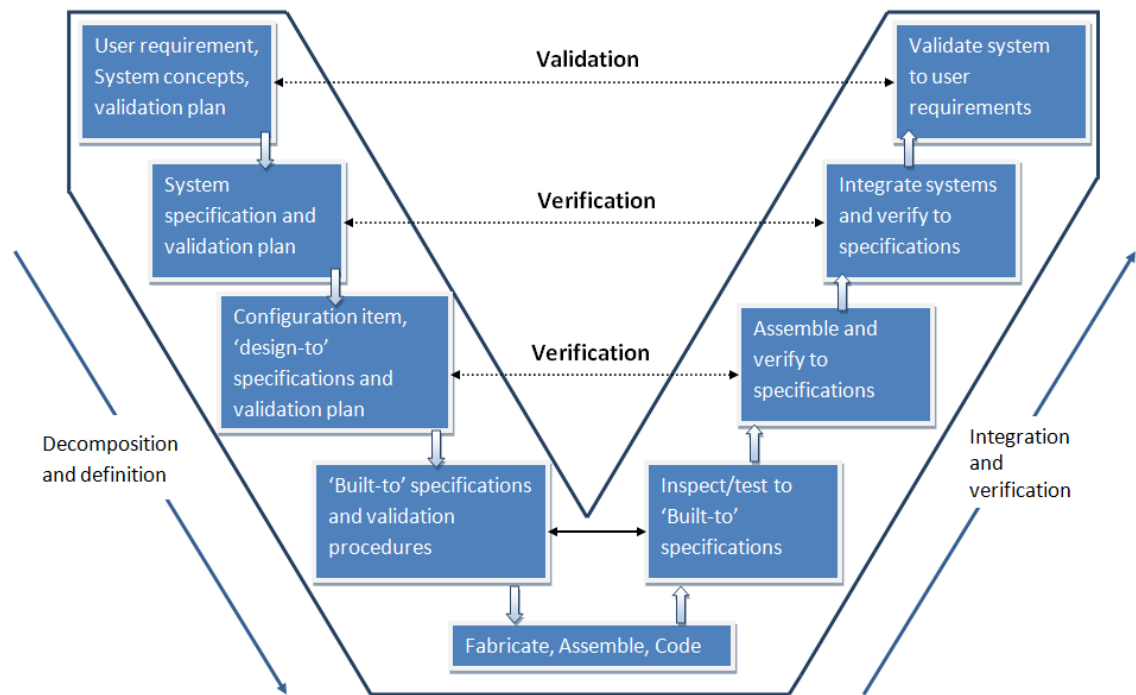 User requirement,
System concepts,
validation plan
Validation
Validate system
to user
requirements
System
specification and
validation plan
Verification
Integrate systems
and verify to
specifications
Configuration item,
‘design-to’
specifications and
validation plan
Verification
Assemble and
verify to
specifications
Decomposition
and definition
Integration
and
verification
‘Built-to’ specifications
and validation
procedures
Inspect/test to
‘Built-to’
specifications
Fabricate, Assemble, Code